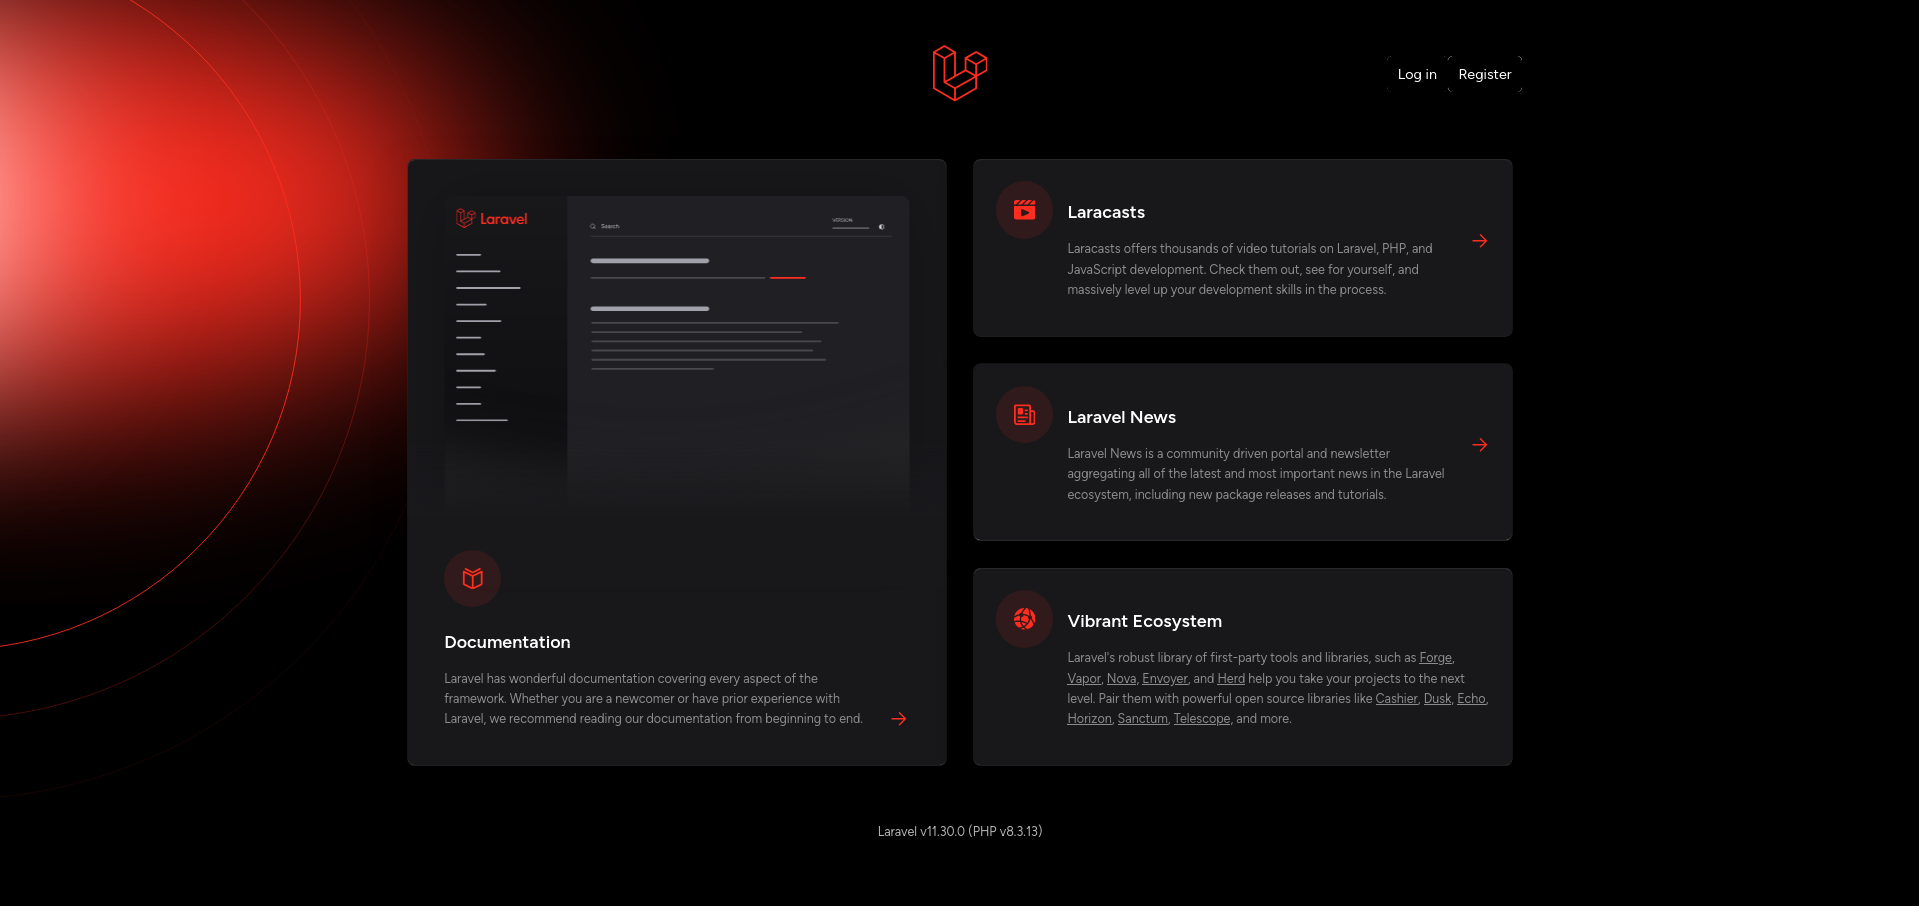 Log in
Register
Laravel
Search
VERSION
Documentation
Laravel has wonderful documentation covering every aspect of the
framework. Whether you are a newcomer or have prior experience with
Laravel, we recommend reading our documentation from beginning to end.
Laracasts
Laracasts offers thousands of video tutorials on Laravel, PHP, and
JavaScript development. Check them out, see for yourself, and
massively level up your development skills in the process.
Laravel News
Laravel News is a community driven portal and newsletter
aggregating all of the latest and most important news in the Laravel
ecosystem, including new package releases and tutorials.
Vibrant Ecosystem
Laravel's robust library of first-party tools and libraries, such as Forge,
Vapor, Nova, Envoyer, and Herd help you take your projects to the next
level. Pair them with powerful open source libraries like Cashier, Dusk, Echo,
Horizon, Sanctum, Telescope, and more.
Laravel v11.30.0 (PHP v8.3.13)